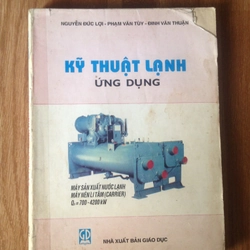 NGUYỄN ĐỨC LỢI - PHẠM VĂN TÙY - ĐINH VĂN THUẬN
KỸ THUẬT LẠNH
ỨNG DỤNG
MÁY SẢN XUẤT NƯỚC LẠNH
MÁY NÉN LI TÂM (CARRIER)
Q₀ = 700 - 4200 kW
NHÀ XUẤT BẢN GIÁO DỤC